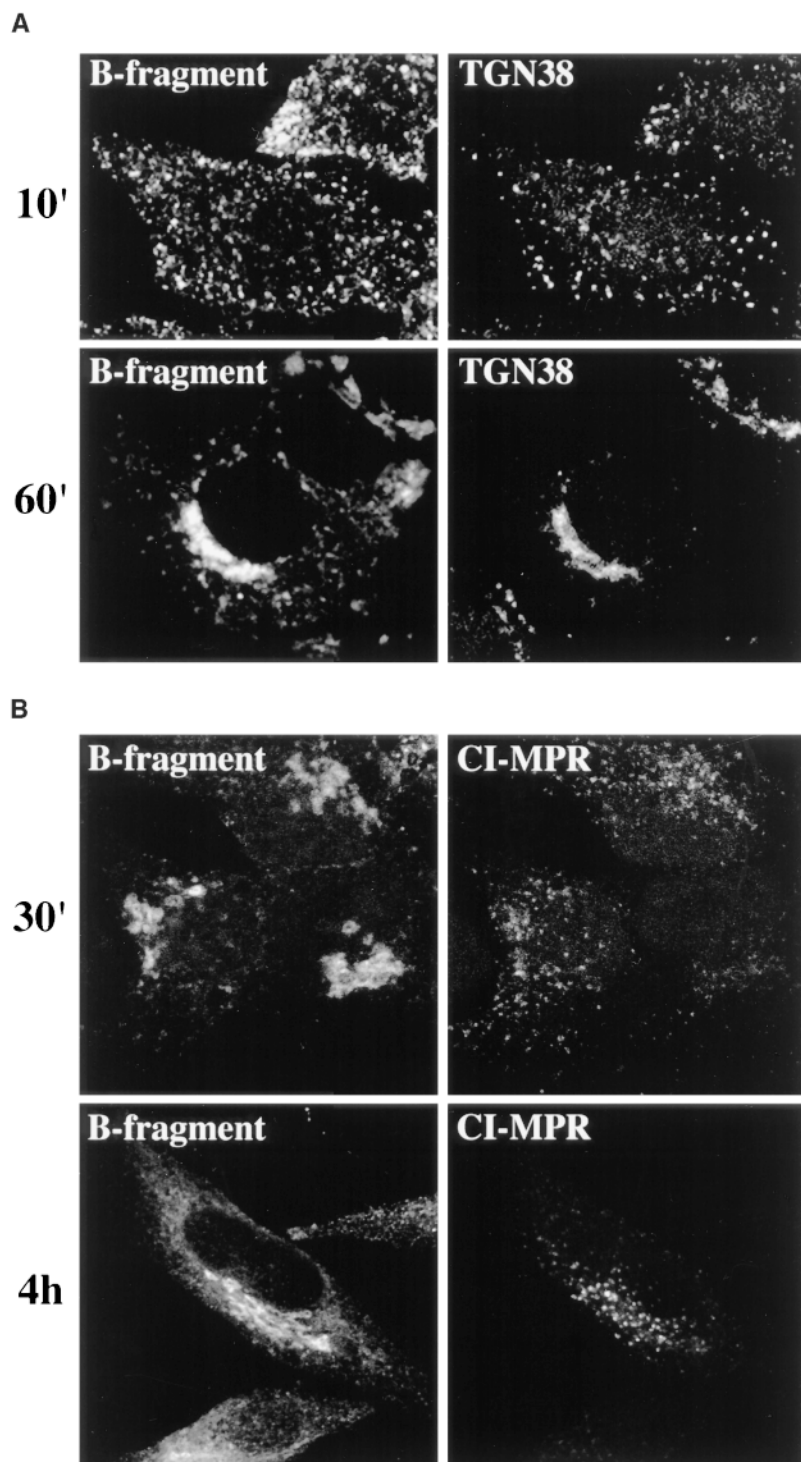 A
B-fragment
TGN38
10'
B-fragment
TGN38
60'
B
B-fragment
CI-MPR
30'
B-fragment
CI-MPR
4h